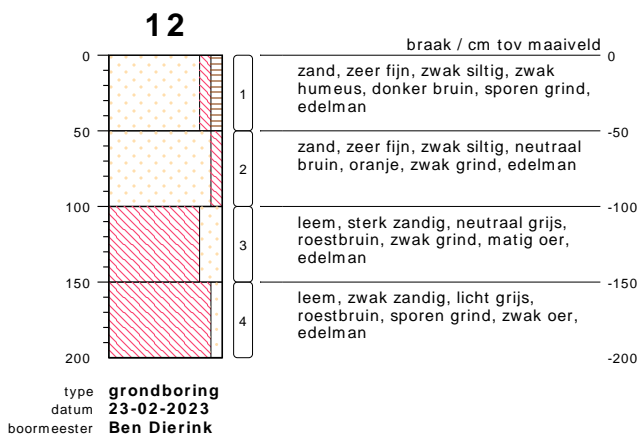 12
braak / cm tov maaiveld
0
0
zand, zeer fijn, zwak siltig, zwak
humeus, donker bruin, sporen grind,
edelman
1
50
-50
zand, zeer fijn, zwak siltig, neutraal
bruin, oranje, zwak grind, edelman
2
100
-100
leem, sterk zandig, neutraal grijs,
roestbruin, zwak grind, matig oer,
edelman
3
150
-150
leem, zwak zandig, licht grijs,
roestbruin, sporen grind, zwak oer,
edelman
4
200
-200
type grondboring
datum 23-02-2023
boormeester Ben Dierink